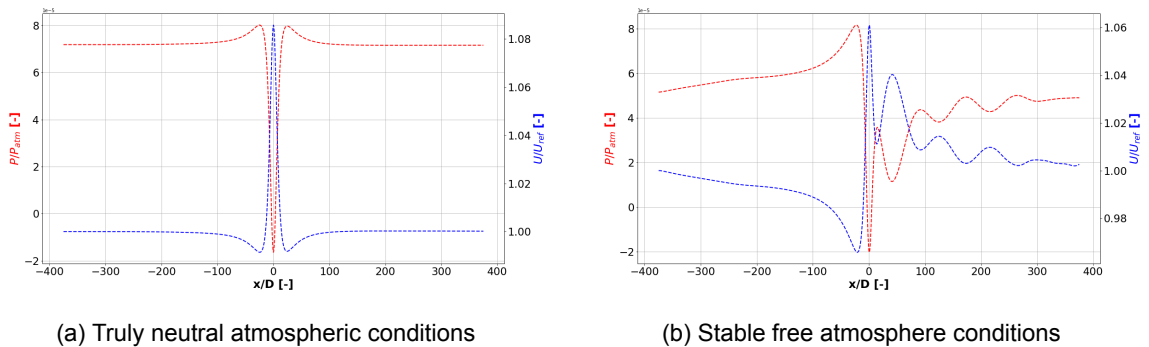 1e−5
8
6
4
2
0
−2
P/P_atm [-]
1.08
1.06
1.04
1.02
1.00
U/U_ref [-]
−400 −300 −200 −100 0 100 200 300 400
x/D [-]
(a) Truly neutral atmospheric conditions
1e−5
8
6
4
2
0
−2
P/P_atm [-]
1.06
1.04
1.02
1.00
0.98
U/U_ref [-]
−400 −300 −200 −100 0 100 200 300 400
x/D [-]
(b) Stable free atmosphere conditions